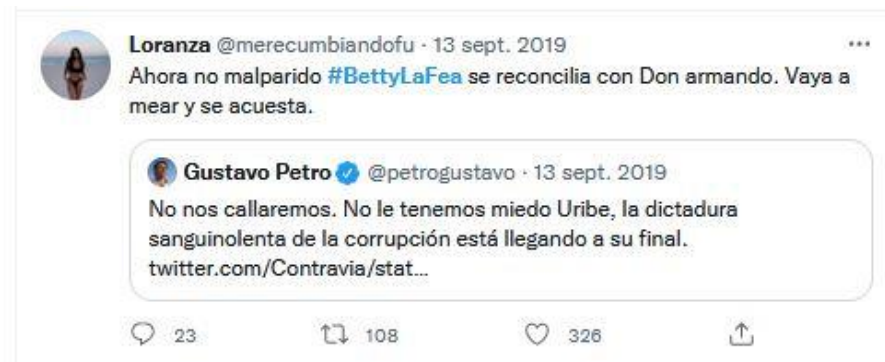 Loranza @merecumbiandofu · 13 sept. 2019
Ahora no malparido #BettyLaFea se reconcilia con Don armando. Vaya a
mear y se acuesta.
Gustavo Petro @petrogustavo · 13 sept. 2019
No nos callaremos. No le tenemos miedo Uribe, la dictadura
sanguinolenta de la corrupción está llegando a su final.
twitter.com/Contravia/stat...
23 108 326